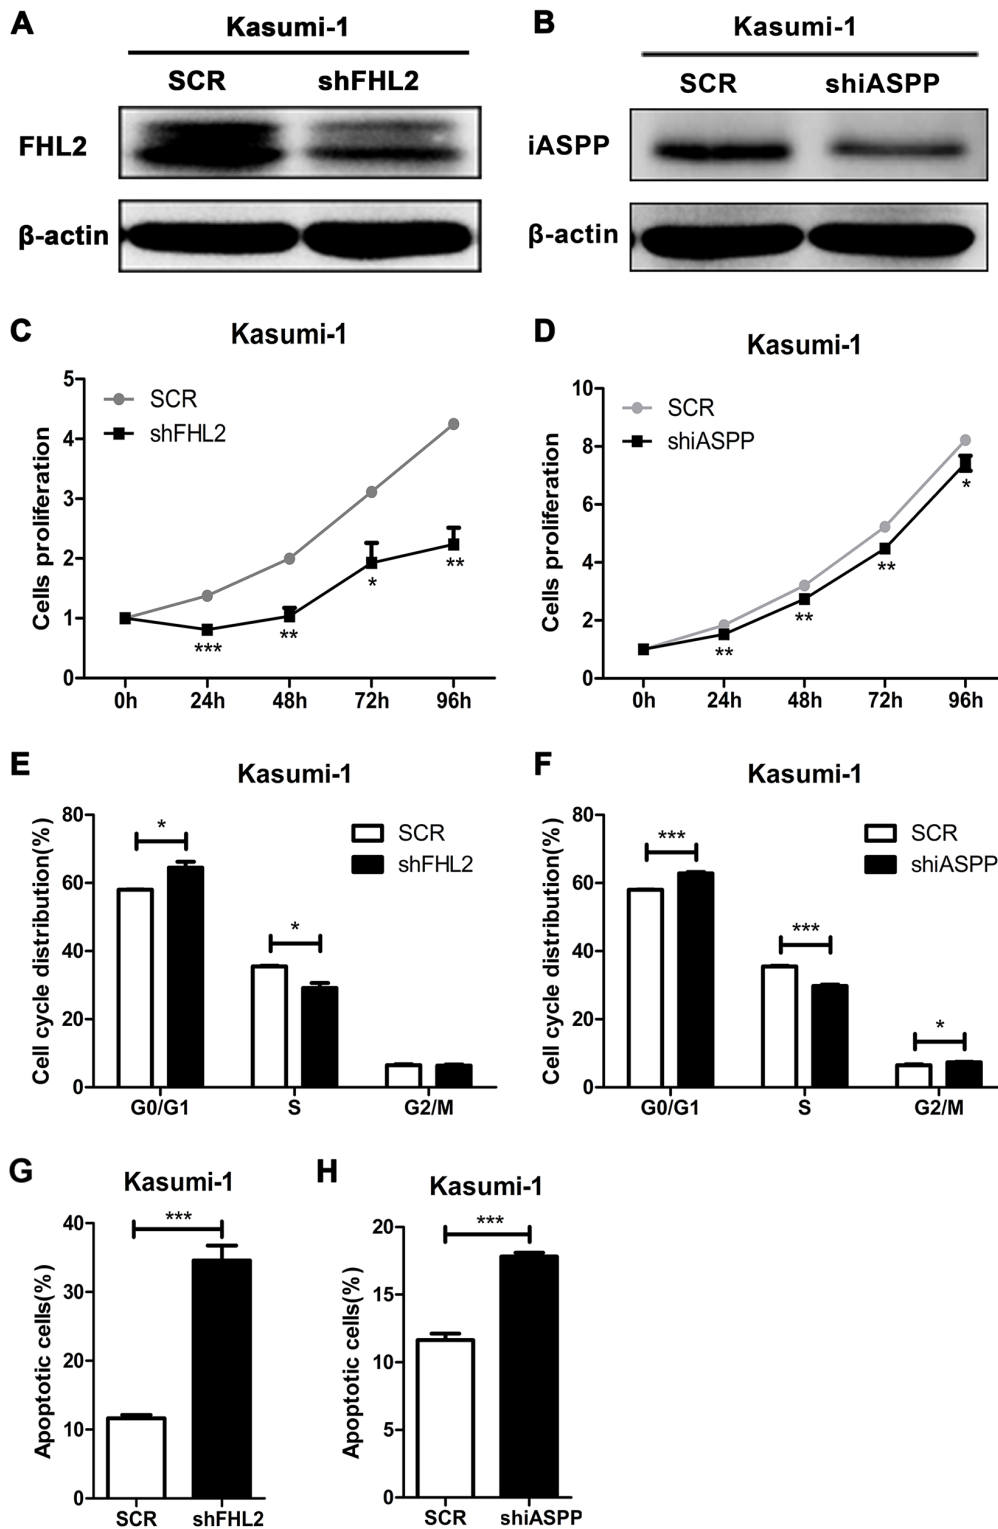 A
Kasumi-1
SCR shFHL2
FHL2
β-actin
B
Kasumi-1
SCR shiASPP
iASPP
β-actin
C
Kasumi-1
SCR
shFHL2
Cells proliferation
5
4
3
2
1
0
***
**
*
**
0h 24h 48h 72h 96h
D
Kasumi-1
SCR
shiASPP
Cells proliferation
10
8
6
4
2
0
**
**
**
*
0h 24h 48h 72h 96h
E
Kasumi-1
SCR
shFHL2
Cell cycle distribution(%)
80
60
40
20
0
*
*
G0/G1 S G2/M
F
Kasumi-1
SCR
shiASPP
Cell cycle distribution(%)
80
60
40
20
0
***
***
*
G0/G1 S G2/M
G
Kasumi-1
***
Apoptotic cells(%)
40
30
20
10
0
SCR shFHL2
H
Kasumi-1
***
Apoptotic cells(%)
20
15
10
5
0
SCR shiASPP